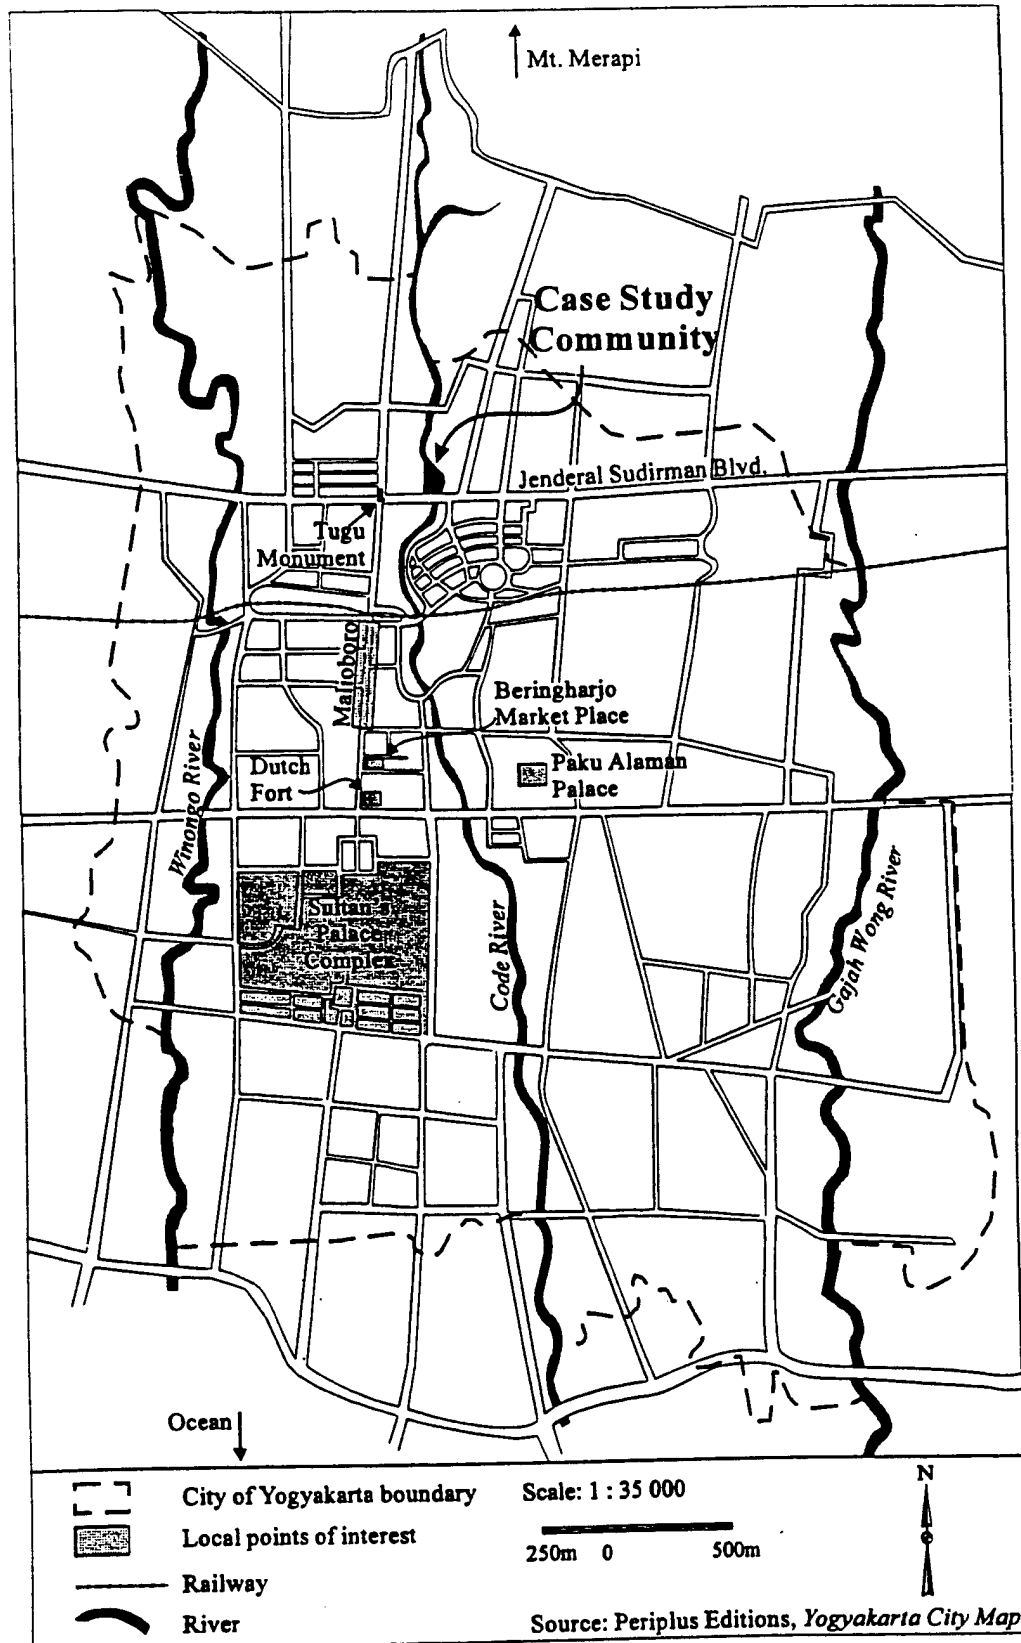 Mt. Merapi
Case Study
Community
Jenderal Sudirman Blvd.
Tugu
Monument
Malioboro
Beringharjo
Market Place
Dutch
Fort
Paku Alaman
Palace
Winongo River
Sultan's
Palace
Complex
Code River
Gajah Wong River
Ocean
N
City of Yogyakarta boundary
Scale: 1 : 35 000
Local points of interest
250m 0 500m
Railway
River
Source: Periplus Editions, Yogyakarta City Map